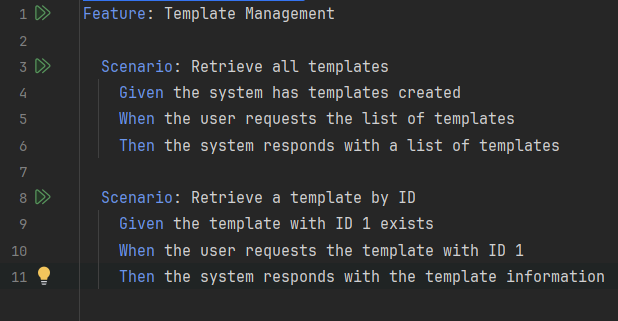 1 Feature: Template Management
2
3 Scenario: Retrieve all templates
4 Given the system has templates created
5 When the user requests the list of templates
6 Then the system responds with a list of templates
7
8 Scenario: Retrieve a template by ID
9 Given the template with ID 1 exists
10 When the user requests the template with ID 1
11 Then the system responds with the template information